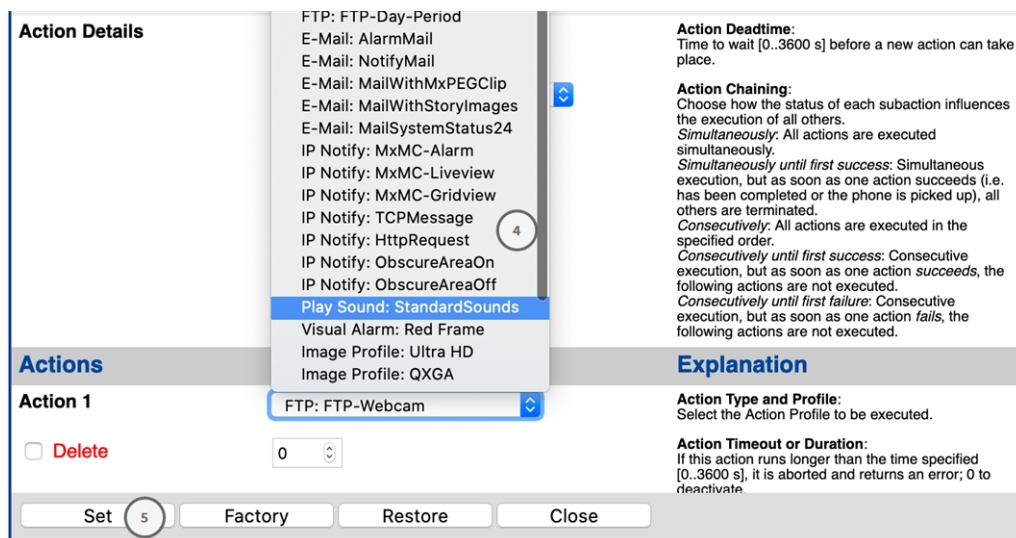 Action Details
FTP: FTP-Day-Period
E-Mail: AlarmMail
E-Mail: NotifyMail
E-Mail: MailWithMxPEGClip
E-Mail: MailWithStoryImages
E-Mail: MailSystemStatus24
IP Notify: MxMC-Alarm
IP Notify: MxMC-Liveview
IP Notify: MxMC-Gridview
IP Notify: TCPMessage
IP Notify: HttpRequest
IP Notify: ObscureAreaOn
IP Notify: ObscureAreaOff
Play Sound: StandardSounds
Visual Alarm: Red Frame
Image Profile: Ultra HD
Image Profile: QXGA
4
Action Deadtime:
Time to wait [0..3600 s] before a new action can take
place.
Action Chaining:
Choose how the status of each subaction influences
the execution of all others.
Simultaneously: All actions are executed
simultaneously.
Simultaneously until first success: Simultaneous
execution, but as soon as one action succeeds (i.e.
has been completed or the phone is picked up), all
others are terminated.
Consecutively: All actions are executed in the
specified order.
Consecutively until first success: Consecutive
execution, but as soon as one action succeeds, the
following actions are not executed.
Consecutively until first failure: Consecutive
execution, but as soon as one action fails, the
following actions are not executed.
Actions
Explanation
Action 1
FTP: FTP-Webcam
Delete
0
Action Type and Profile:
Select the Action Profile to be executed.
Action Timeout or Duration:
If this action runs longer than the time specified
[0..3600 s], it is aborted and returns an error; 0 to
deactivate.
Set
5
Factory
Restore
Close